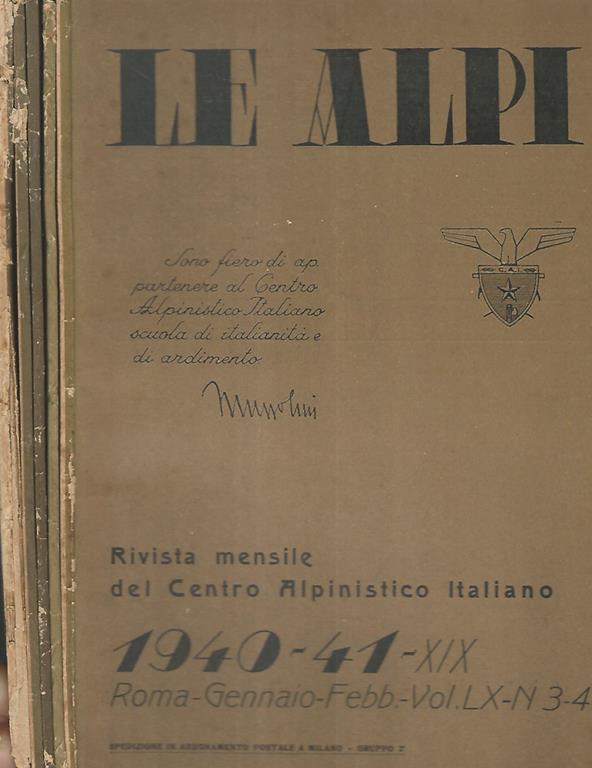 LE ALPI
Sono fiero di ap
partenere al Centro
Alpinistico Italiano
scuola di italianità e
di ardimento.
Mussolini
C.A.I.
Rivista mensile
del Centro Alpinistico Italiano
1940-41-XIX
Roma-Gennaio-Febb.-Vol.LX-N 3-4
SPEDIZIONE IN ABBONAMENTO POSTALE A MILANO - GRUPPO 2°